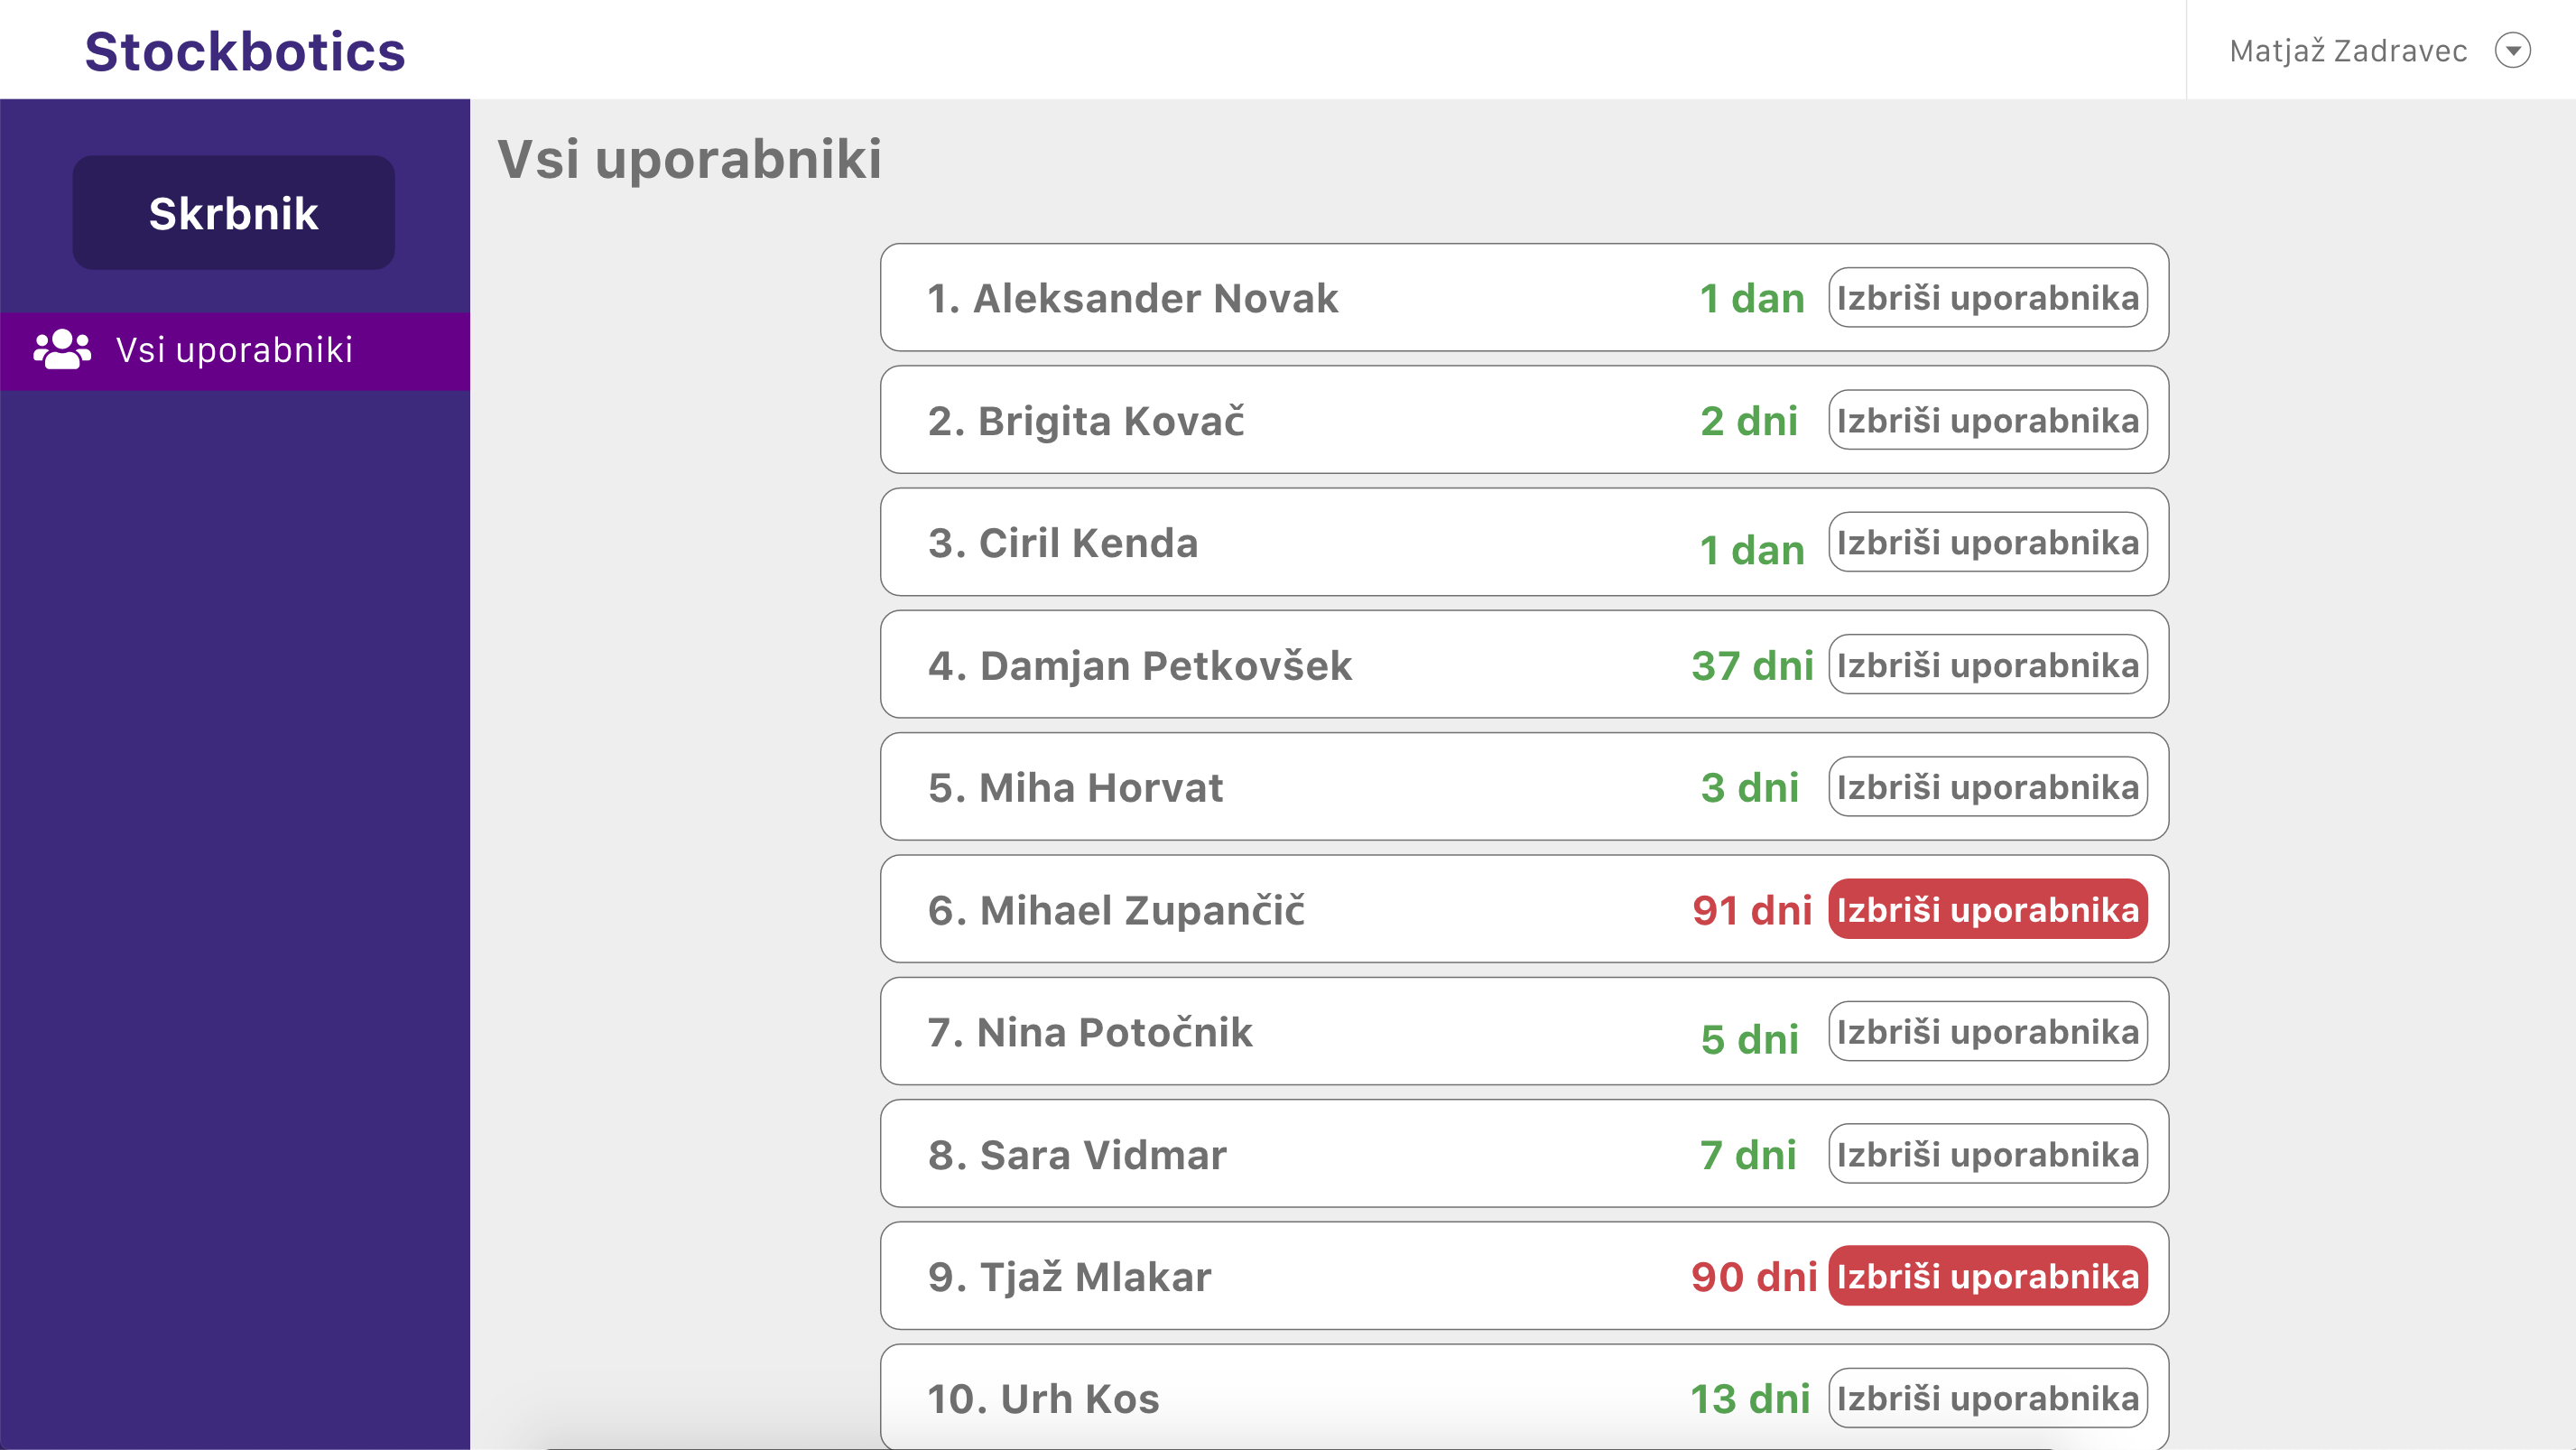 Stockbotics
Matjaž Zadravec
Skrbnik
Vsi uporabniki
Vsi uporabniki
1. Aleksander Novak 1 dan Izbriši uporabnika
2. Brigita Kovač 2 dni Izbriši uporabnika
3. Ciril Kenda 1 dan Izbriši uporabnika
4. Damjan Petkovšek 37 dni Izbriši uporabnika
5. Miha Horvat 3 dni Izbriši uporabnika
6. Mihael Zupančič 91 dni Izbriši uporabnika
7. Nina Potočnik 5 dni Izbriši uporabnika
8. Sara Vidmar 7 dni Izbriši uporabnika
9. Tjaž Mlakar 90 dni Izbriši uporabnika
10. Urh Kos 13 dni Izbriši uporabnika